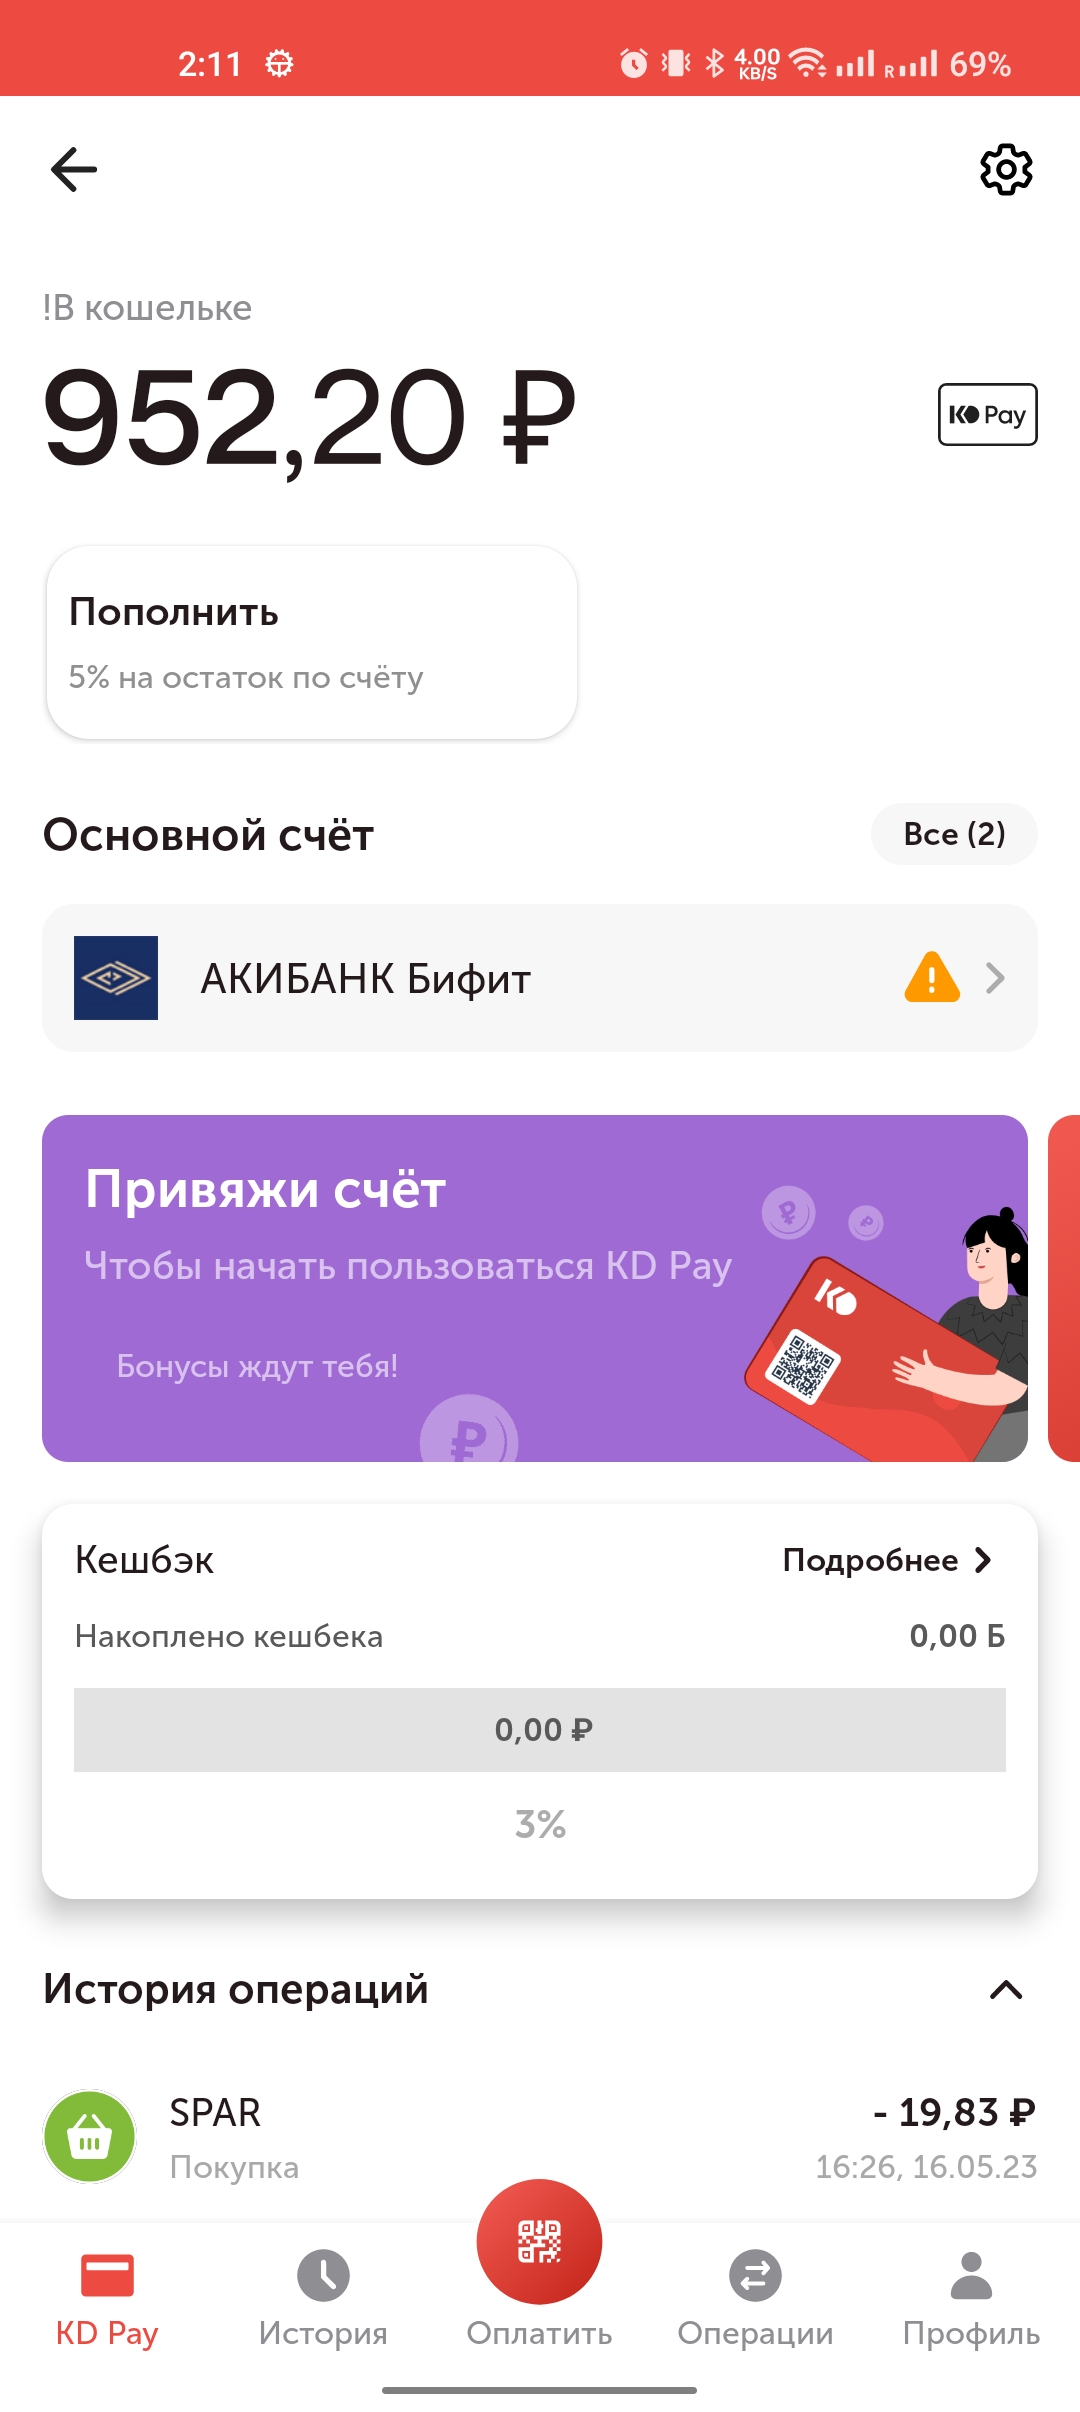 2:11 4.00 KB/S R 69%
!В кошельке
952,20 ₽
KD Pay
Пополнить
5% на остаток по счёту
Основной счёт
Все (2)
АКИБАНК Бифит
Привяжи счёт
Чтобы начать пользоваться KD Pay
Бонусы ждут тебя!
Кешбэк
Подробнее
Накоплено кешбека
0,00 Б
0,00 ₽
3%
История операций
SPAR
- 19,83 ₽
Покупка
16:26, 16.05.23
KD Pay
История
Оплатить
Операции
Профиль